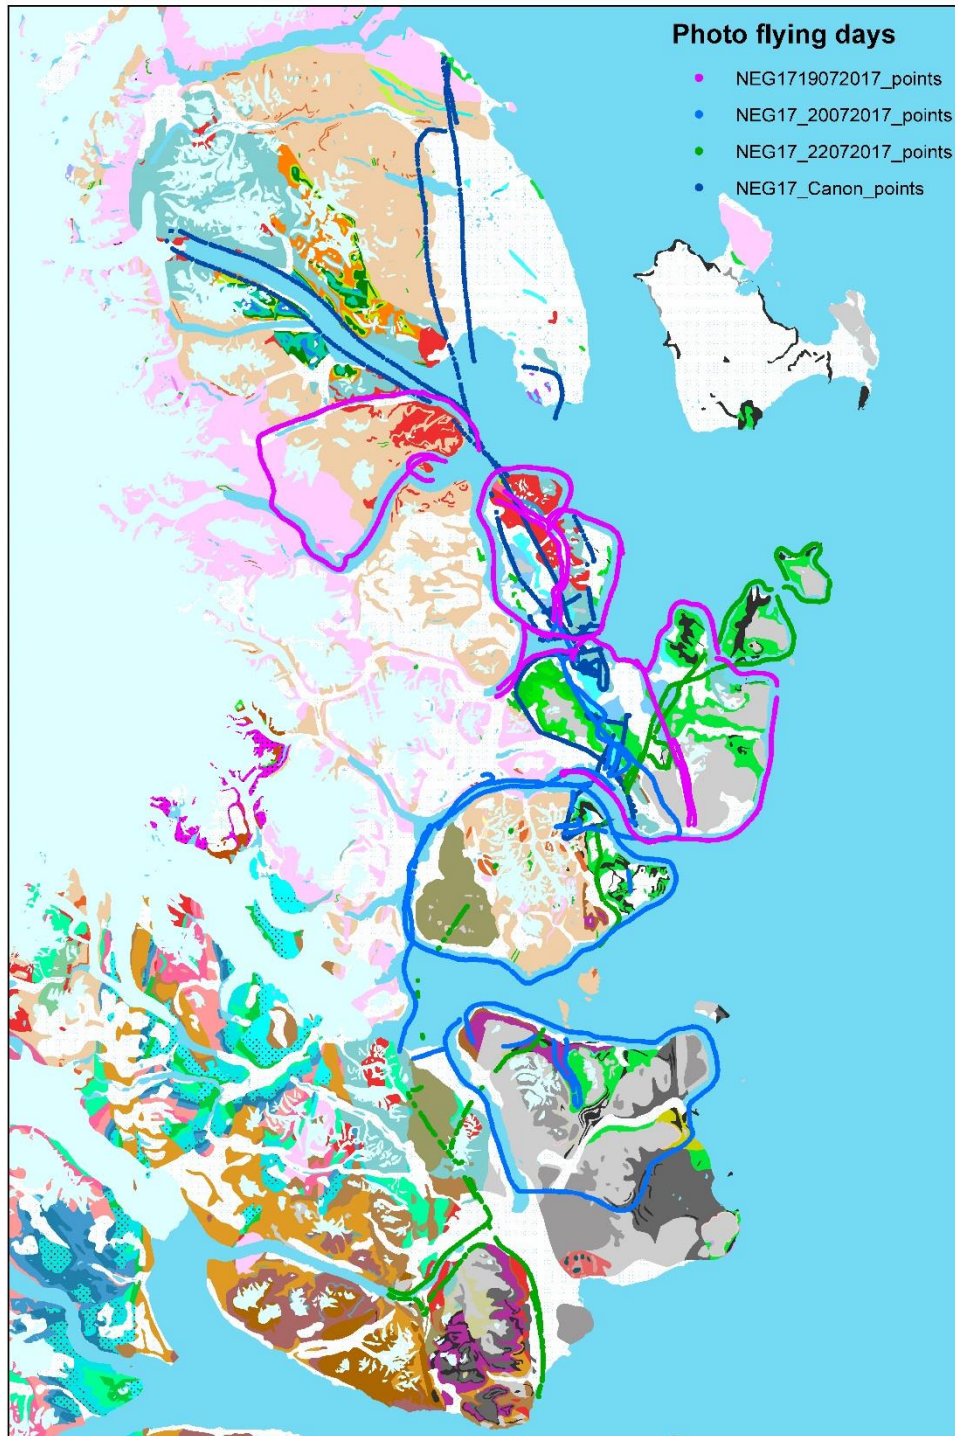 Photo flying days
NEG1719072017_points
NEG17_20072017_points
NEG17_22072017_points
NEG17_Canon_points